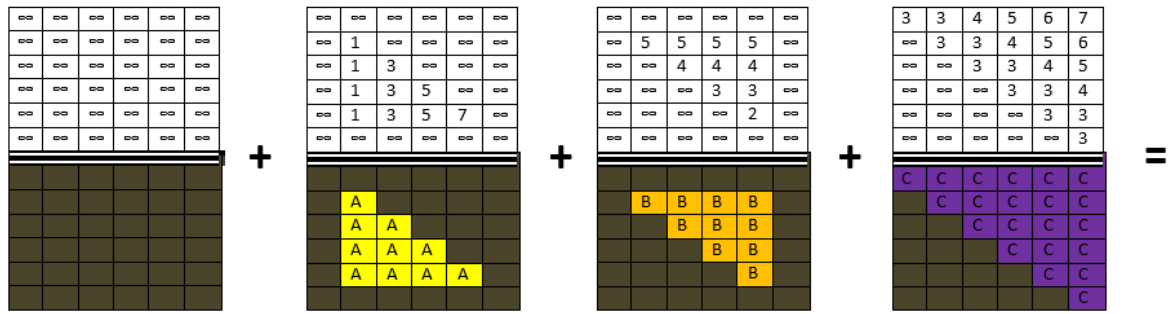 ∞ ∞ ∞ ∞ ∞ ∞ ∞ ∞ ∞ ∞ ∞ ∞ ∞ ∞ ∞ ∞ ∞ ∞ 3 3 4 5 6 7
∞ ∞ ∞ ∞ ∞ ∞ ∞ 1 ∞ ∞ ∞ ∞ ∞ 5 5 5 5 ∞ ∞ 3 3 4 5 6
∞ ∞ ∞ ∞ ∞ ∞ ∞ 1 3 ∞ ∞ ∞ ∞ ∞ 4 4 4 ∞ ∞ ∞ 3 3 4 5
∞ ∞ ∞ ∞ ∞ ∞ ∞ 1 3 5 ∞ ∞ ∞ ∞ ∞ 3 3 ∞ ∞ ∞ ∞ 3 3 4
∞ ∞ ∞ ∞ ∞ ∞ ∞ 1 3 5 7 ∞ ∞ ∞ ∞ ∞ 2 ∞ ∞ ∞ ∞ ∞ 3 3
∞ ∞ ∞ ∞ ∞ ∞ ∞ ∞ ∞ ∞ ∞ ∞ ∞ ∞ ∞ ∞ ∞ ∞ ∞ ∞ ∞ ∞ ∞ 3
+ + + =
C C C C C C
A B B B B C C C C C
A A B B B C C C C
A A A B B C C C
A A A A B C C
C